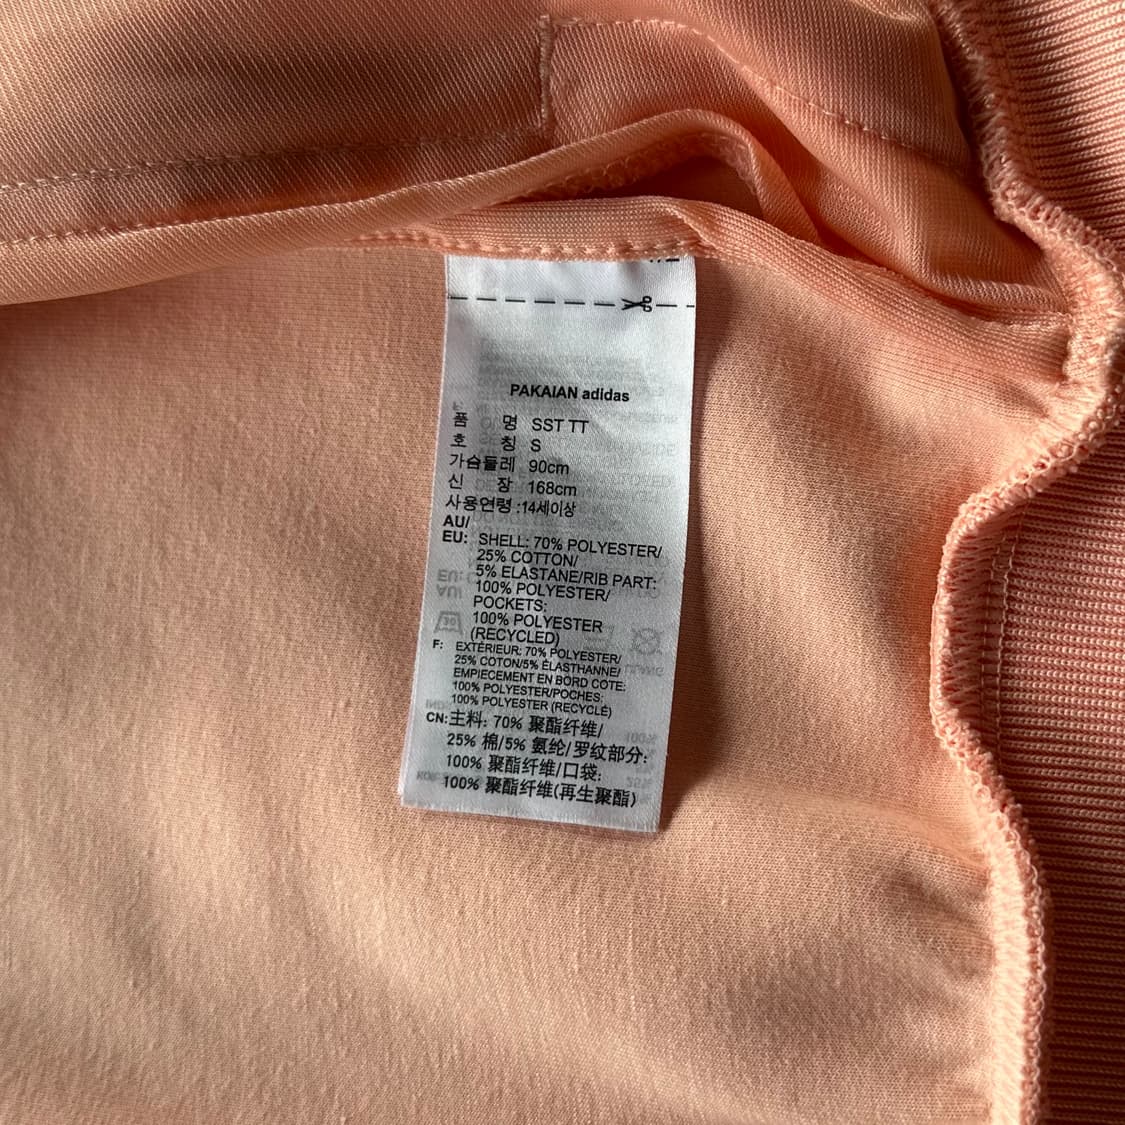 PAKAIAN adidas
품 명 SST TT
호 칭 S
가슴둘레 90cm
신 장 168cm
사용연령 :14세이상
AU/
EU: SHELL: 70% POLYESTER/
25% COTTON/
5% ELASTANE/RIB PART:
100% POLYESTER/
POCKETS:
100% POLYESTER
(RECYCLED)
F: EXTÉRIEUR: 70% POLYESTER/
25% COTON/5% ÉLASTHANNE/
EMPIECEMENT EN BORD COTE:
100% POLYESTER/POCHES:
100% POLYESTER (RECYCLÉ)
CN: 主料: 70% 聚酯纤维/
25% 棉/5% 氨纶/罗纹部分:
100% 聚酯纤维/口袋:
100% 聚酯纤维(再生聚酯)